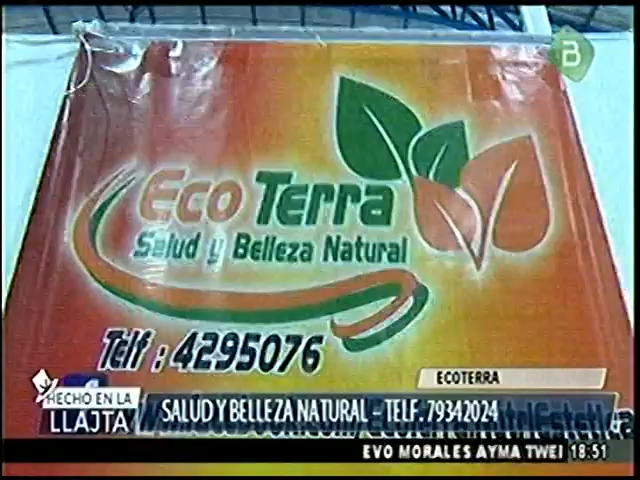 B
Eco Terra
Salud y Belleza Natural
Telf : 4295076
ECOTERRA
HECHO EN LA
LLAJTA
SALUD Y BELLEZA NATURAL - TELF. 79342024
EVO MORALES AYMA TWEI 18:51